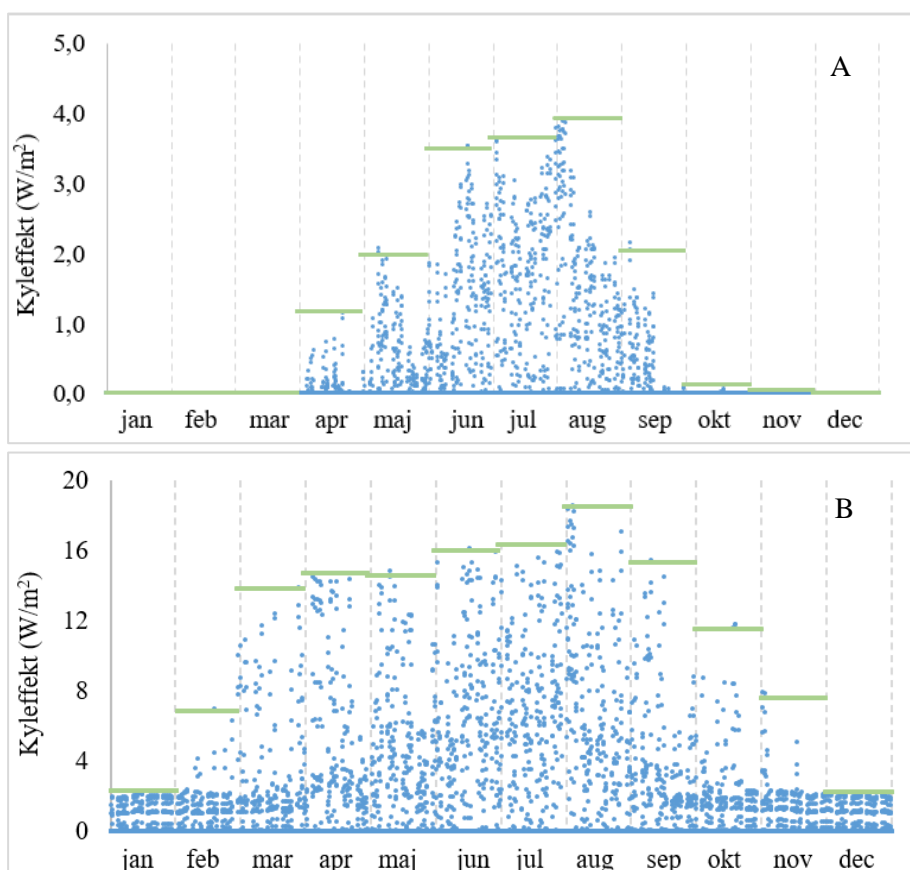 A
Kyleffekt (W/m²)
5,0
4,0
3,0
2,0
1,0
0,0
jan feb mar apr maj jun jul aug sep okt nov dec
B
Kyleffekt (W/m²)
20
16
12
8
4
0
jan feb mar apr maj jun jul aug sep okt nov dec